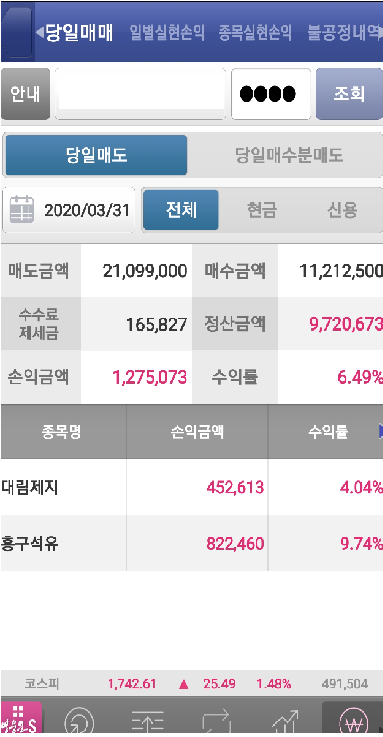 당일매매 일별실현손익 종목실현손익 불공정내역
안내 ●●●● 조회
당일매도 당일매수분매도
2020/03/31 전체 현금 신용
매도금액 21,099,000 매수금액 11,212,500
수수료
제세금 165,827 정산금액 9,720,673
손익금액 1,275,073 수익률 6.49%
종목명 손익금액 수익률
대림제지 452,613 4.04%
흥구석유 822,460 9.74%
코스피 1,742.61 ▲ 25.49 1.48% 491,504